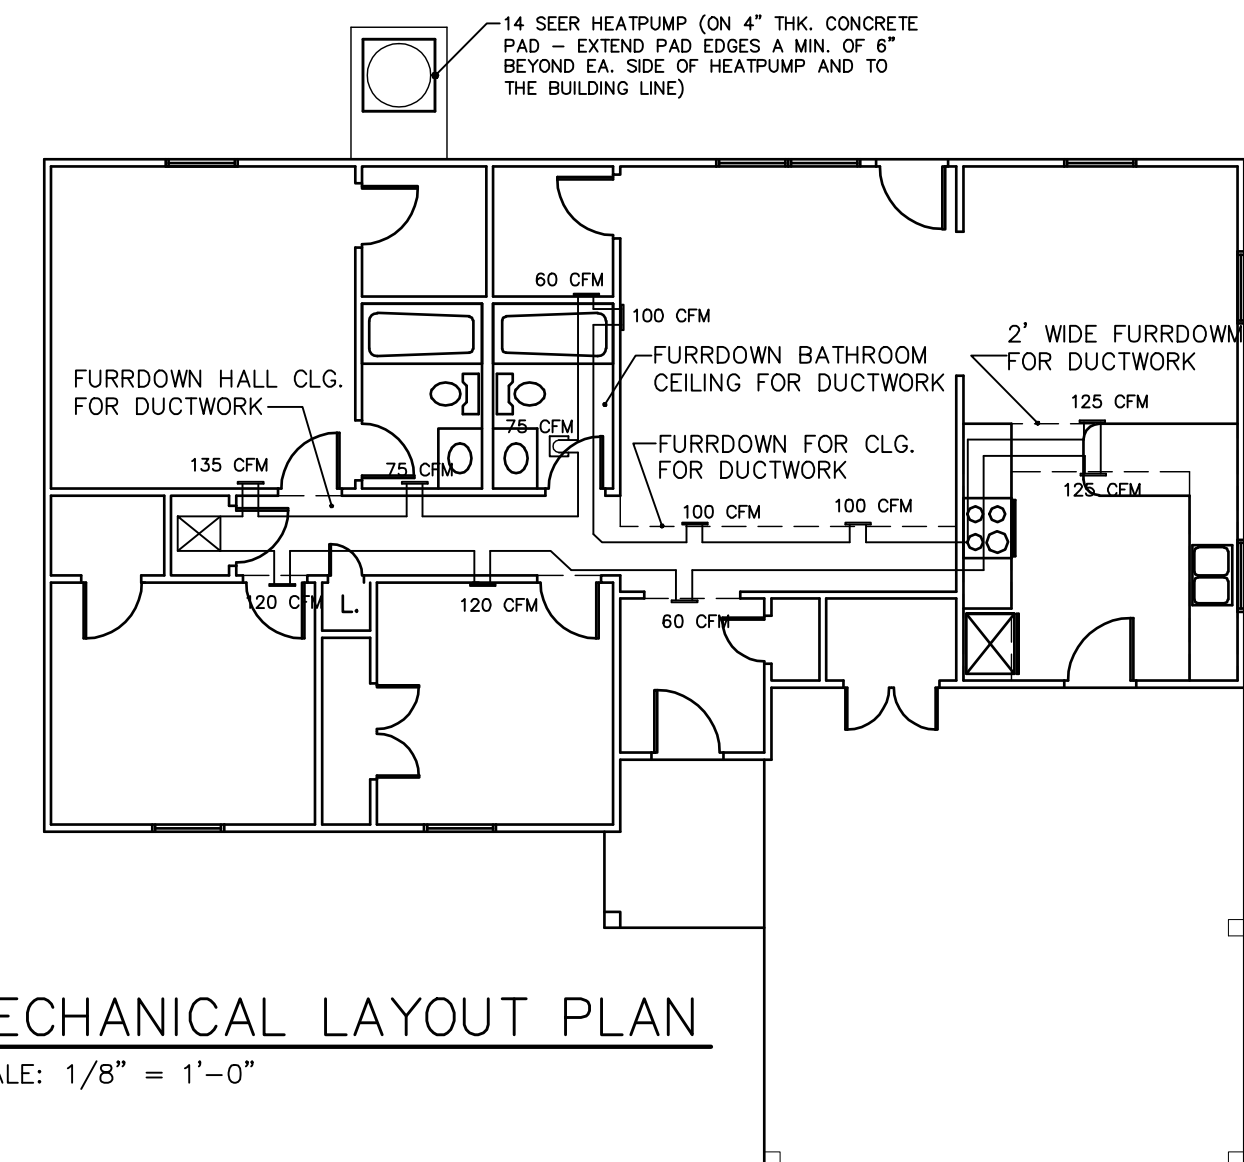 14 SEER HEATPUMP (ON 4" THK. CONCRETE
PAD – EXTEND PAD EDGES A MIN. OF 6"
BEYOND EA. SIDE OF HEATPUMP AND TO
THE BUILDING LINE)
60 CFM
100 CFM
2' WIDE FURRDOWM
FOR DUCTWORK
FURRDOWN BATHROOM
CEILING FOR DUCTWORK
FURRDOWN HALL CLG.
FOR DUCTWORK
125 CFM
75 CFM
FURRDOWN FOR CLG.
FOR DUCTWORK
135 CFM
75 CFM
125 CFM
100 CFM
100 CFM
120 CFM
L.
120 CFM
60 CFM
ECHANICAL LAYOUT PLAN
ALE: 1/8" = 1'–0"